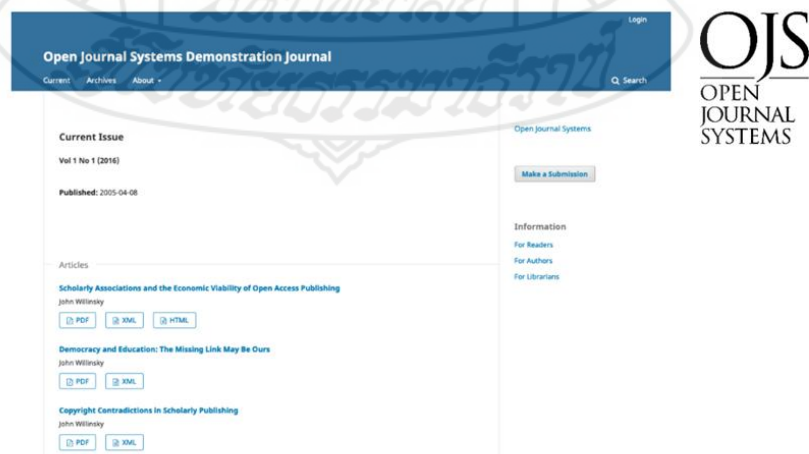 Login
Open Journal Systems Demonstration Journal
Current Archives About
Search
Current Issue
Vol 1 No 1 (2016)
Published: 2005-04-08
Articles
Scholarly Associations and the Economic Viability of Open Access Publishing
John Willinsky
PDF XML HTML
Democracy and Education: The Missing Link May Be Ours
John Willinsky
PDF XML
Copyright Contradictions in Scholarly Publishing
John Willinsky
PDF XML
Open Journal Systems
Make a Submission
Information
For Readers
For Authors
For Librarians
OJS
OPEN
JOURNAL
SYSTEMS